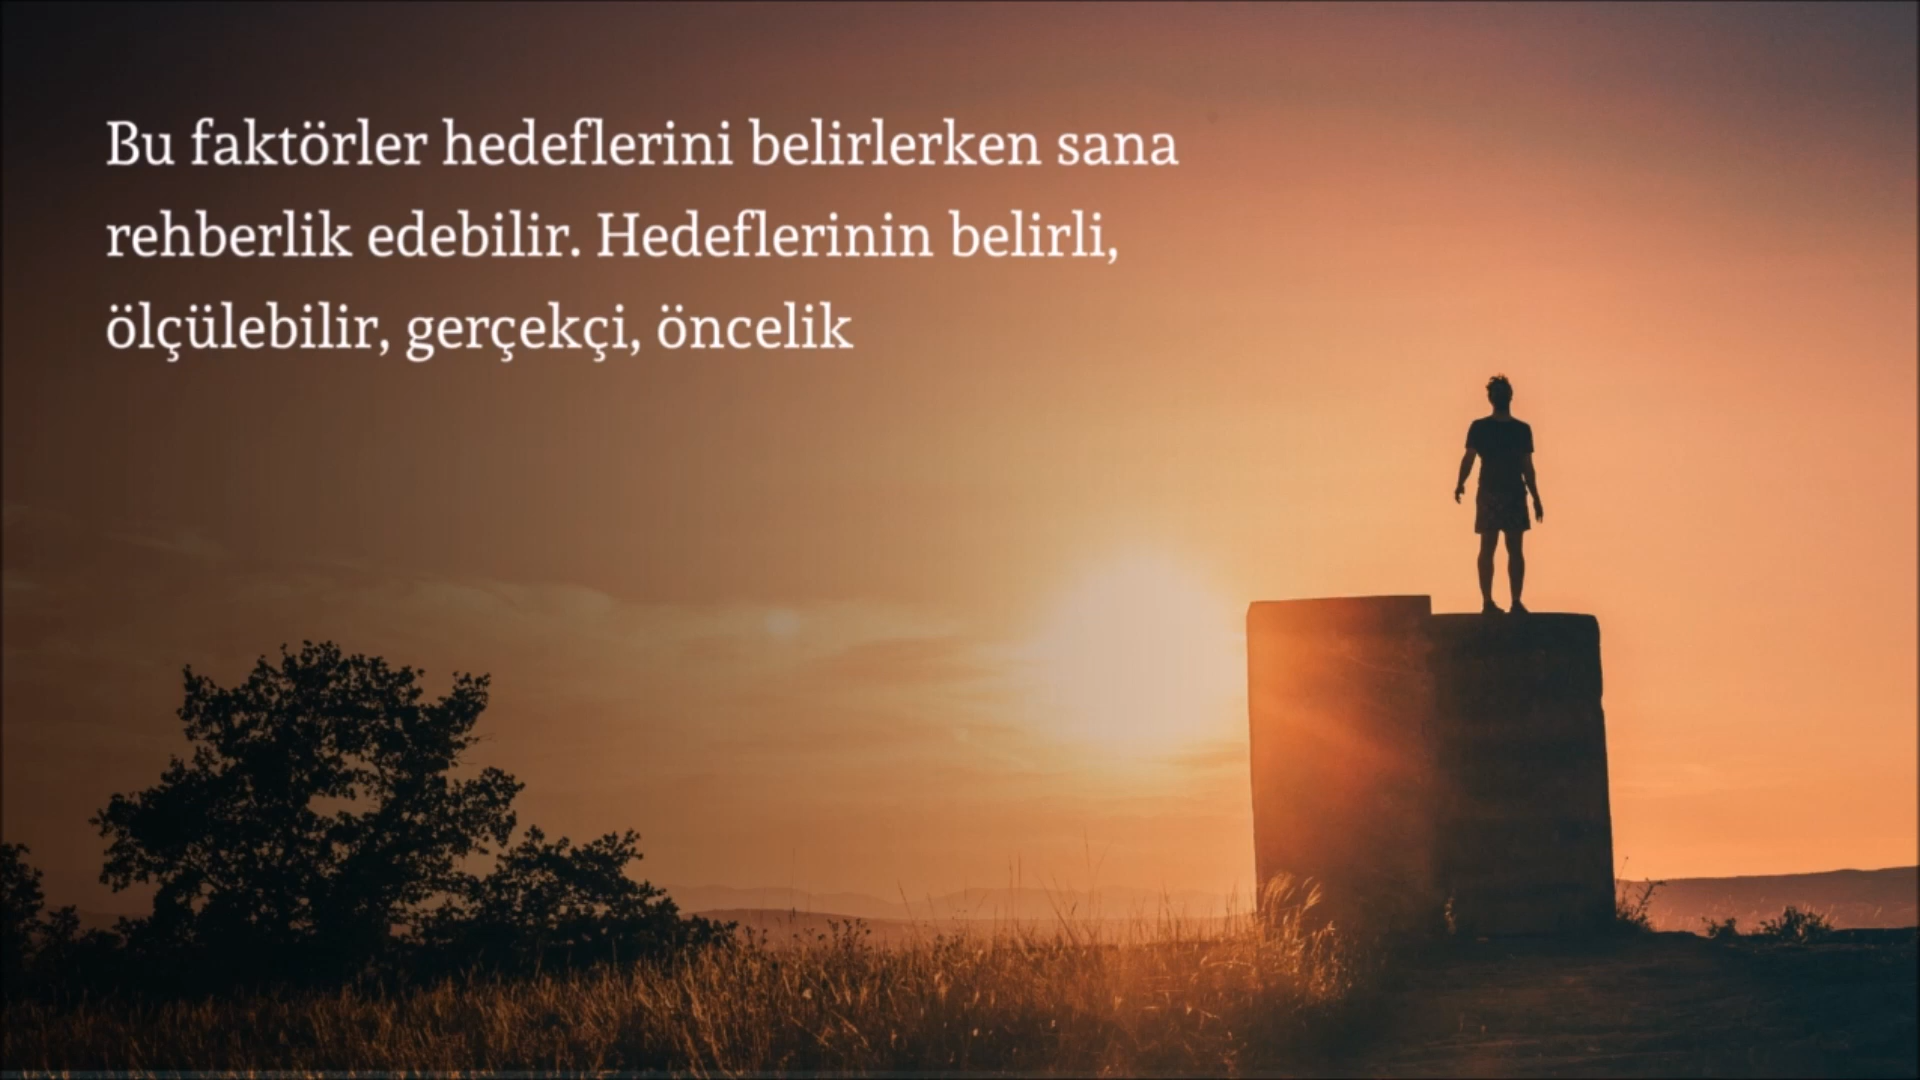 Bu faktörler hedeflerini belirlerken sana
rehberlik edebilir. Hedeflerinin belirli,
ölçülebilir, gerçekçi, öncelik